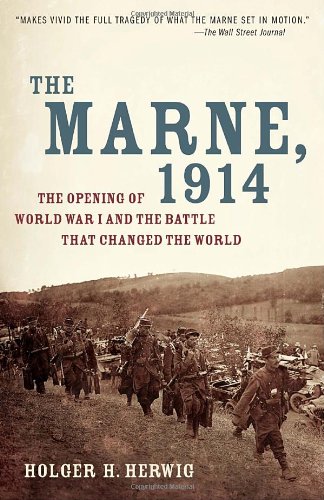 "MAKES VIVID THE FULL TRAGEDY OF WHAT THE MARNE SET IN MOTION."
—The Wall Street Journal
THE
MARNE,
1914
THE OPENING OF
WORLD WAR I AND THE BATTLE
THAT CHANGED THE WORLD
HOLGER H. HERWIG